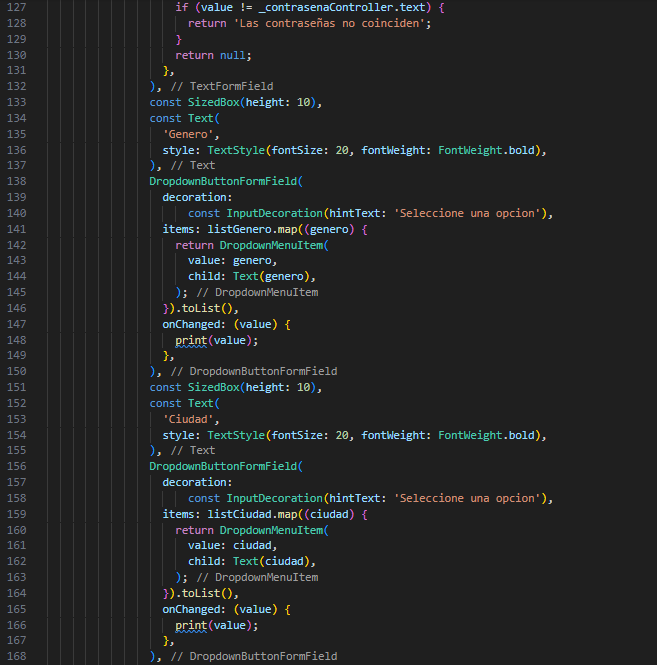 127 if (value != _contrasenaController.text) {
128 return 'Las contraseñas no coinciden';
129 }
130 return null;
131 },
132 ), // TextFormField
133 const SizedBox(height: 10),
134 const Text(
135 'Genero',
136 style: TextStyle(fontSize: 20, fontWeight: FontWeight.bold),
137 ), // Text
138 DropdownButtonFormField(
139 decoration:
140 const InputDecoration(hintText: 'Seleccione una opcion'),
141 items: listGenero.map((genero) {
142 return DropdownMenuItem(
143 value: genero,
144 child: Text(genero),
145 ); // DropdownMenuItem
146 }).toList(),
147 onChanged: (value) {
148 print(value);
149 },
150 ), // DropdownButtonFormField
151 const SizedBox(height: 10),
152 const Text(
153 'Ciudad',
154 style: TextStyle(fontSize: 20, fontWeight: FontWeight.bold),
155 ), // Text
156 DropdownButtonFormField(
157 decoration:
158 const InputDecoration(hintText: 'Seleccione una opcion'),
159 items: listCiudad.map((ciudad) {
160 return DropdownMenuItem(
161 value: ciudad,
162 child: Text(ciudad),
163 ); // DropdownMenuItem
164 }).toList(),
165 onChanged: (value) {
166 print(value);
167 },
168 ), // DropdownButtonFormField